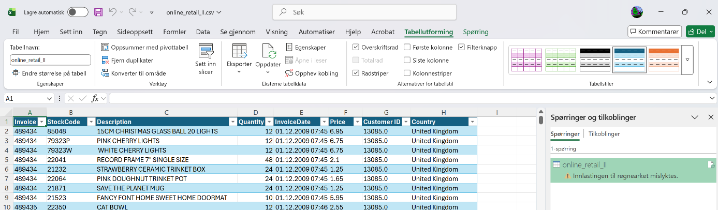 Lagre automatisk
online_retail_II.csv
Søk
Fil Hjem Sett inn Tegn Sideoppsett Formler Data Se gjennom Visning Automatiser Hjelp Acrobat Tabellutforming Spørring Kommentarer Del
Tabellnavn: Oppsummer med pivottabell Egenskaper Overskriftsrad Første kolonne Filterknapp
online_retail_II Fjern duplikater Sett inn slicer Eksporter Oppdater Åpne i leser Totalrad Siste kolonne
Endre størrelse på tabell Konverter til område Opphev kobling Radstriper Kolonnestriper
Egenskaper Verktøy Eksterne tabelldata Alternativer for tabellstil Tabellstiler
A1 fx
A B C D E F G H I
1 Invoice StockCode Description Quantity InvoiceDate Price Customer ID Country
2 489434 85048 15CM CHRISTMAS GLASS BALL 20 LIGHTS 12 01.12.2009 07:45 6.95 13085.0 United Kingdom
3 489434 79323P PINK CHERRY LIGHTS 12 01.12.2009 07:45 6.75 13085.0 United Kingdom
4 489434 79323W WHITE CHERRY LIGHTS 12 01.12.2009 07:45 6.75 13085.0 United Kingdom
5 489434 22041 RECORD FRAME 7" SINGLE SIZE 48 01.12.2009 07:45 2.1 13085.0 United Kingdom
6 489434 21232 STRAWBERRY CERAMIC TRINKET BOX 24 01.12.2009 07:45 1.25 13085.0 United Kingdom
7 489434 22064 PINK DOUGHNUT TRINKET POT 24 01.12.2009 07:45 1.65 13085.0 United Kingdom
8 489434 21871 SAVE THE PLANET MUG 24 01.12.2009 07:45 1.25 13085.0 United Kingdom
9 489434 21523 FANCY FONT HOME SWEET HOME DOORMAT 10 01.12.2009 07:45 5.95 13085.0 United Kingdom
10 489435 22350 CAT BOWL 12 01.12.2009 07:46 2.55 13085.0 United Kingdom
Spørringer og tilkoblinger
Spørringer Tilkoblinger
1 spørring
online_retail_II
Innlastingen til regnearket mislyktes.